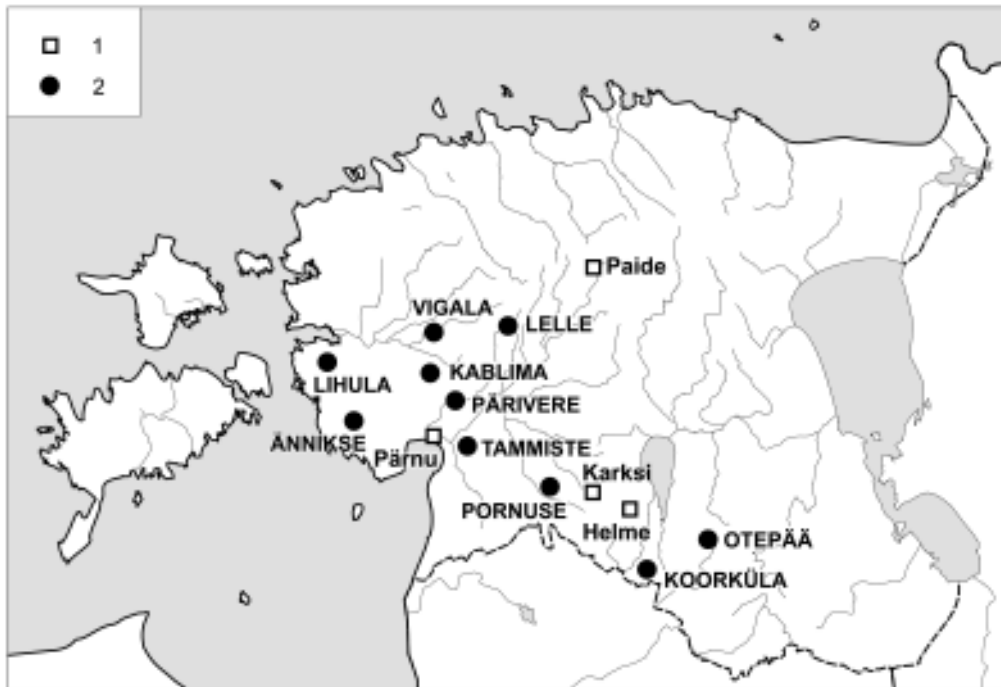 1
2
Paide
VIGALA
LELLE
LIHULA
KABLIMA
PÄRIVERE
ÄNNIKSE
Pärnu
TAMMISTE
Karksi
PORNUSE
Helme
OTEPÄÄ
KOORKÜLA